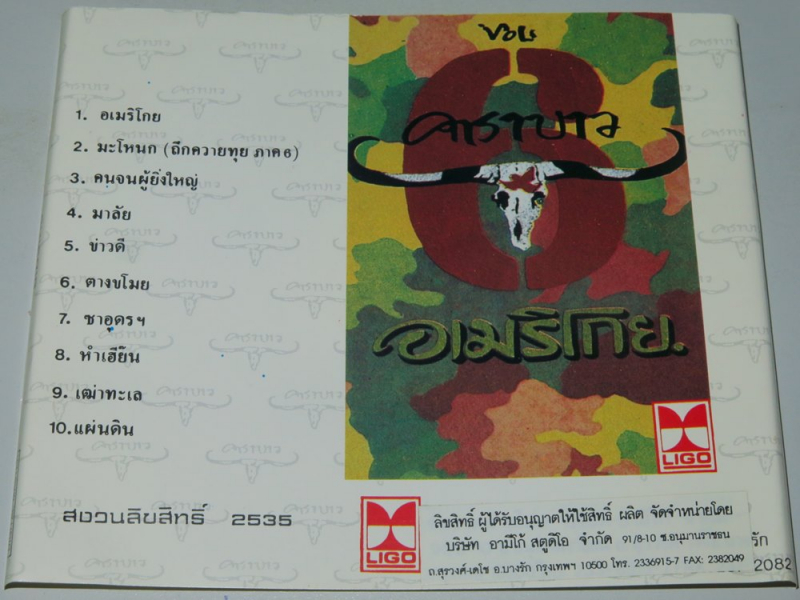 1. อเมริโกย
2. มะโหนก (ถึกควายทุย ภาค 6)
3. คนจนผู้ยิ่งใหญ่
4. มาลัย
5. ข่าวดี
6. ตางขโมย
7. ซาอุดรฯ
8. หำเฮี้ยน
9. เฒ่าทะเล
10. แผ่นดิน
สงวนลิขสิทธิ์ 2535
VOL 6
คาราบาว
อเมริโกย.
LIGO
LIGO
ลิขสิทธิ์ ผู้ได้รับอนุญาตให้ใช้สิทธิ์ ผลิต จัดจำหน่ายโดย
บริษัท อามีโก้ สตูดิโอ จำกัด 91/8-10 ซ.อนุมานราชธน
ถ.สุรวงศ์-เดโช อ.บางรัก กรุงเทพฯ 10500 โทร. 2336915-7 FAX: 2382049
รัก
2082